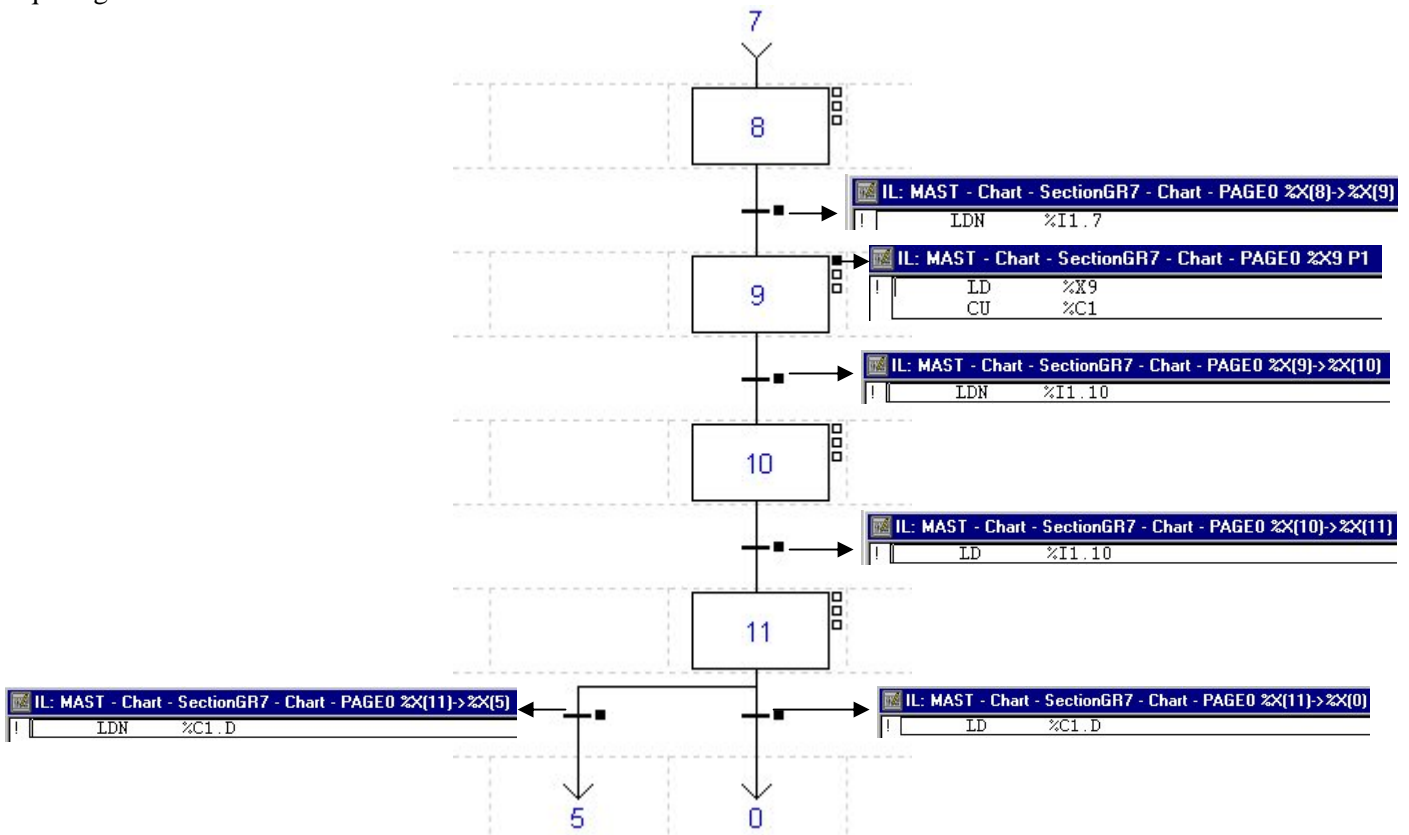 7
8
IL: MAST - Chart - SectionGR7 - Chart - PAGE0 %X(8)->%X(9)
! LDN %I1.7
IL: MAST - Chart - SectionGR7 - Chart - PAGE0 %X9 P1
9
! LD %X9
CU %C1
IL: MAST - Chart - SectionGR7 - Chart - PAGE0 %X(9)->%X(10)
! LDN %I1.10
10
IL: MAST - Chart - SectionGR7 - Chart - PAGE0 %X(10)->%X(11)
! LD %I1.10
11
IL: MAST - Chart - SectionGR7 - Chart - PAGE0 %X(11)->%X(5)
! LDN %C1.D
IL: MAST - Chart - SectionGR7 - Chart - PAGE0 %X(11)->%X(0)
! LD %C1.D
5
0